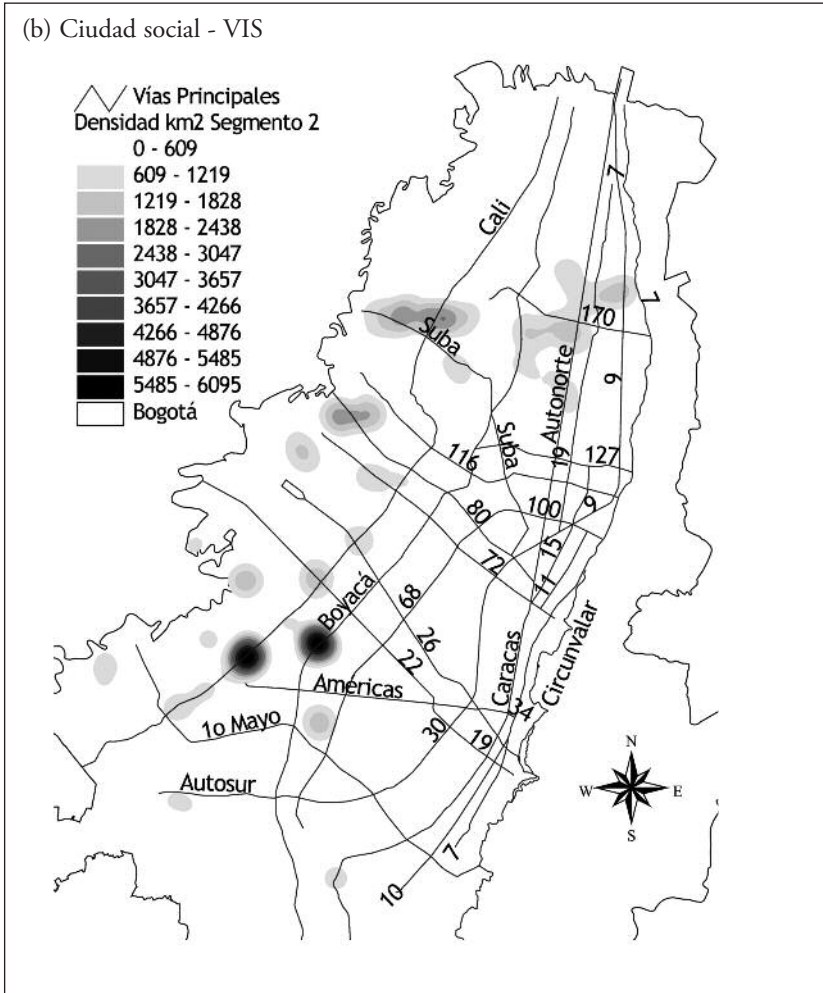 (b) Ciudad social - VIS
Vías Principales
Densidad km2 Segmento 2
0 - 609
609 - 1219
1219 - 1828
1828 - 2438
2438 - 3047
3047 - 3657
3657 - 4266
4266 - 4876
4876 - 5485
5485 - 6095
Bogotá
7
Cali
7
170
Suba
9
Autonorte
Suba
19
127
116
100
9
80
15
72
11
Boyacá
68
26
22
Caracas
Circunvalar
Americas
34
1o Mayo
30
19
Autosur
7
10
N
W
E
S